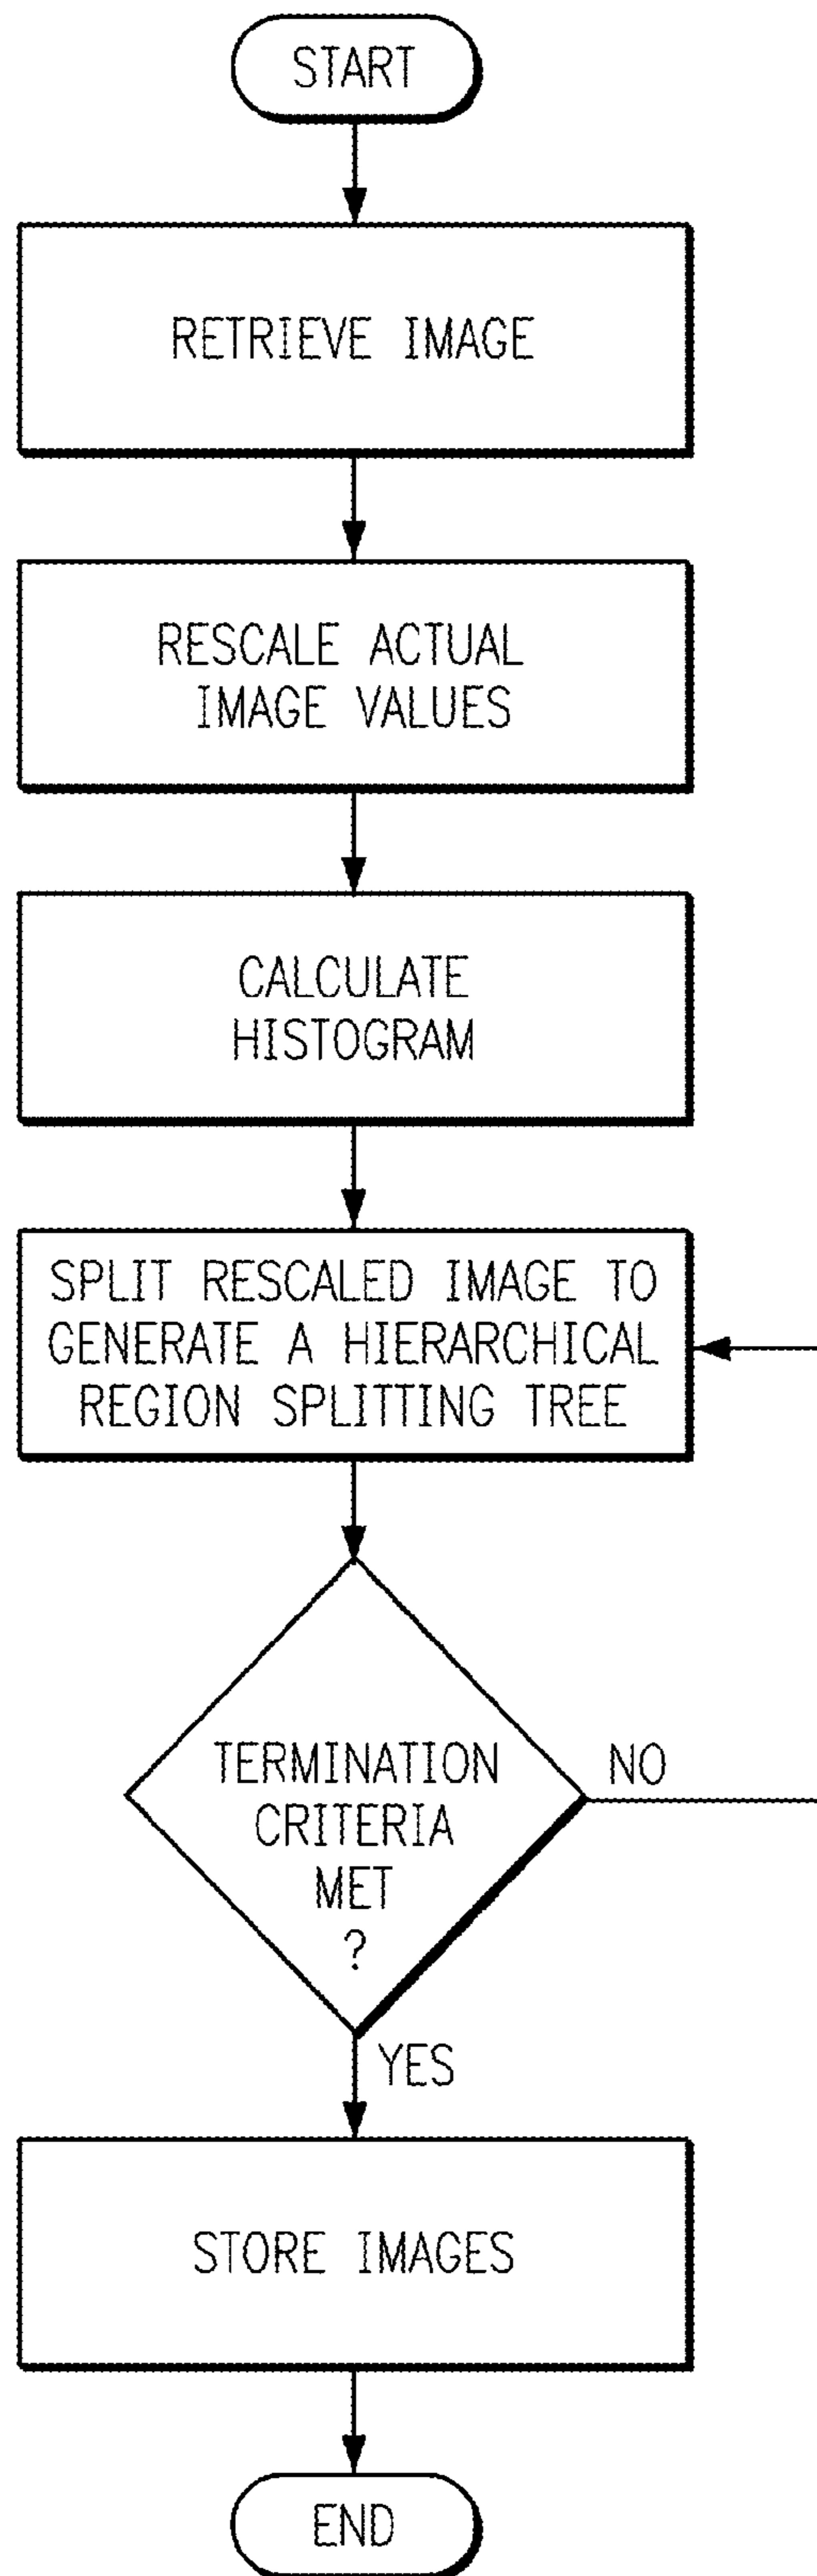 START
RETRIEVE IMAGE
RESCALE ACTUAL
IMAGE VALUES
CALCULATE
HISTOGRAM
SPLIT RESCALED IMAGE TO
GENERATE A HIERARCHICAL
REGION SPLITTING TREE
TERMINATION
CRITERIA
MET
?
NO
YES
STORE IMAGES
END